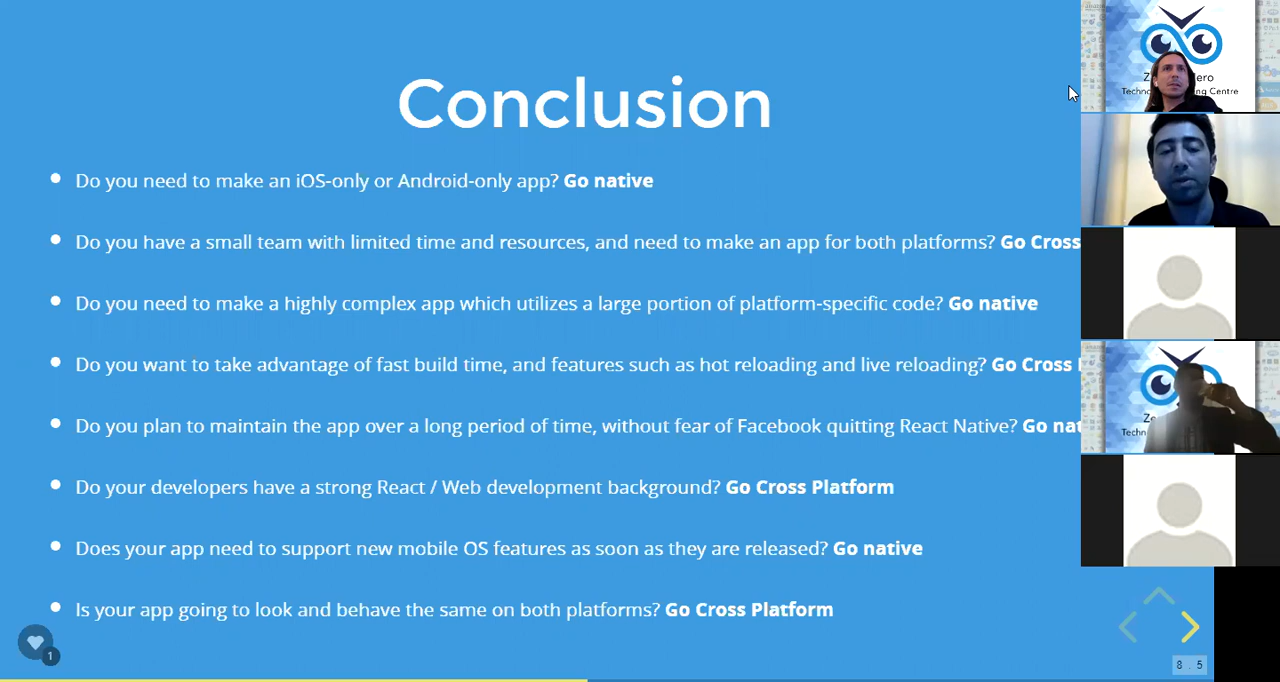 Conclusion
Do you need to make an iOS-only or Android-only app? Go native
Do you have a small team with limited time and resources, and need to make an app for both platforms? Go Cross
Do you need to make a highly complex app which utilizes a large portion of platform-specific code? Go native
Do you want to take advantage of fast build time, and features such as hot reloading and live reloading? Go Cross
Do you plan to maintain the app over a long period of time, without fear of Facebook quitting React Native? Go nat
Do your developers have a strong React / Web development background? Go Cross Platform
Does your app need to support new mobile OS features as soon as they are released? Go native
Is your app going to look and behave the same on both platforms? Go Cross Platform
1
8 . 5